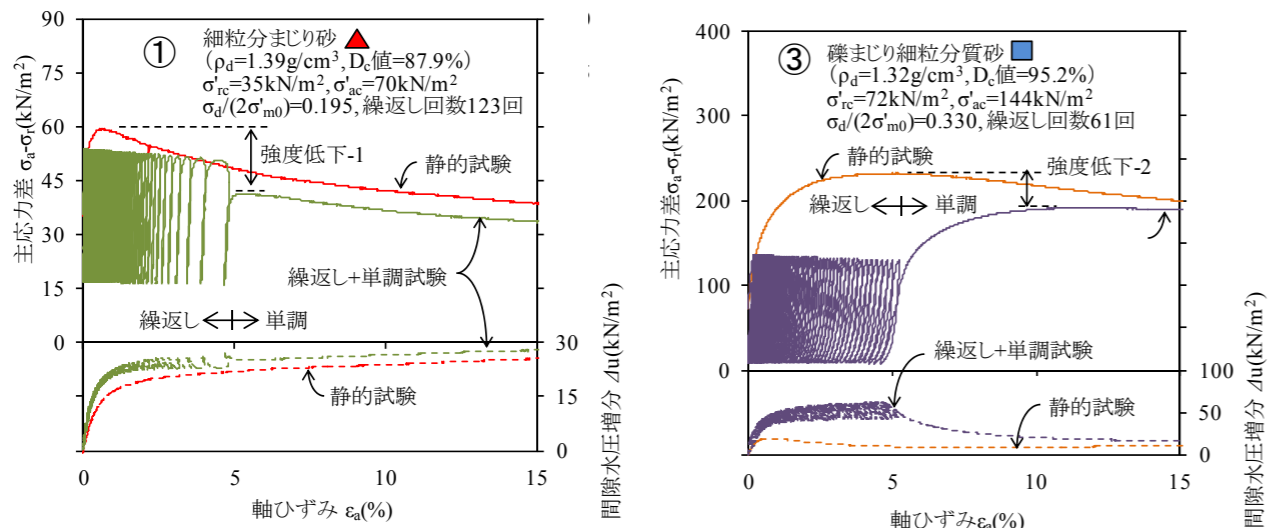 90
75
60
45
30
15
0
主応力差 σa-σr(kN/m²)
① 細粒分まじり砂
(ρd=1.39g/cm³, Dc値=87.9%)
σ'rc=35kN/m², σ'ac=70kN/m²
σd/(2σ'm0)=0.195, 繰返し回数123回
強度低下-1
静的試験
繰返し+単調試験
繰返し 単調
静的試験
30
15
0
間隙水圧増分 Δu(kN/m²)
0 5 10 15
軸ひずみ εa(%)
400
300
200
100
0
主応力差σa-σr(kN/m²)
③ 礫まじり細粒分質砂
(ρd=1.32g/cm³, Dc値=95.2%)
σ'rc=72kN/m², σ'ac=144kN/m²
σd/(2σ'm0)=0.330, 繰返し回数61回
静的試験
強度低下-2
繰返し 単調
繰返し+単調試験
静的試験
100
50
0
間隙水圧増分 Δu(kN/m²)
0 5 10 15
軸ひずみεa(%)